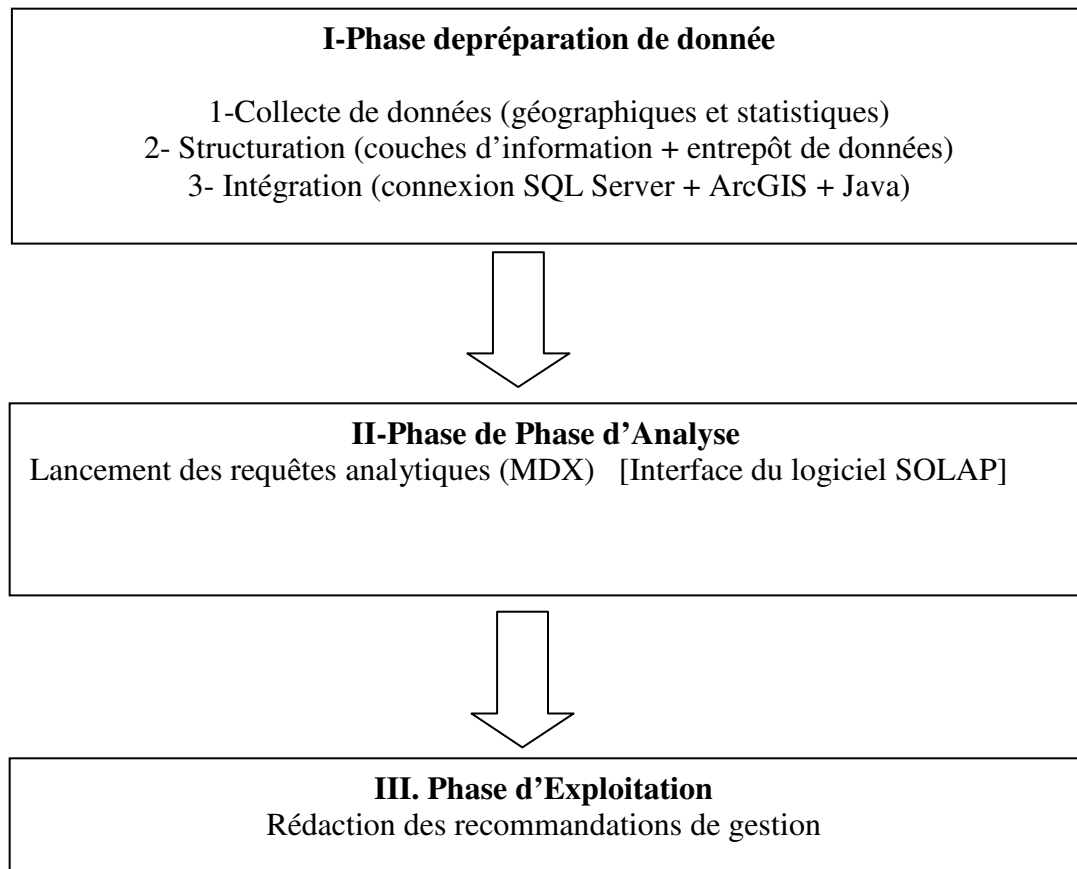 I-Phase depréparation de donnée
1-Collecte de données (géographiques et statistiques)
2- Structuration (couches d’information + entrepôt de données)
3- Intégration (connexion SQL Server + ArcGIS + Java)
II-Phase de Phase d’Analyse
Lancement des requêtes analytiques (MDX) [Interface du logiciel SOLAP]
III. Phase d’Exploitation
Rédaction des recommandations de gestion